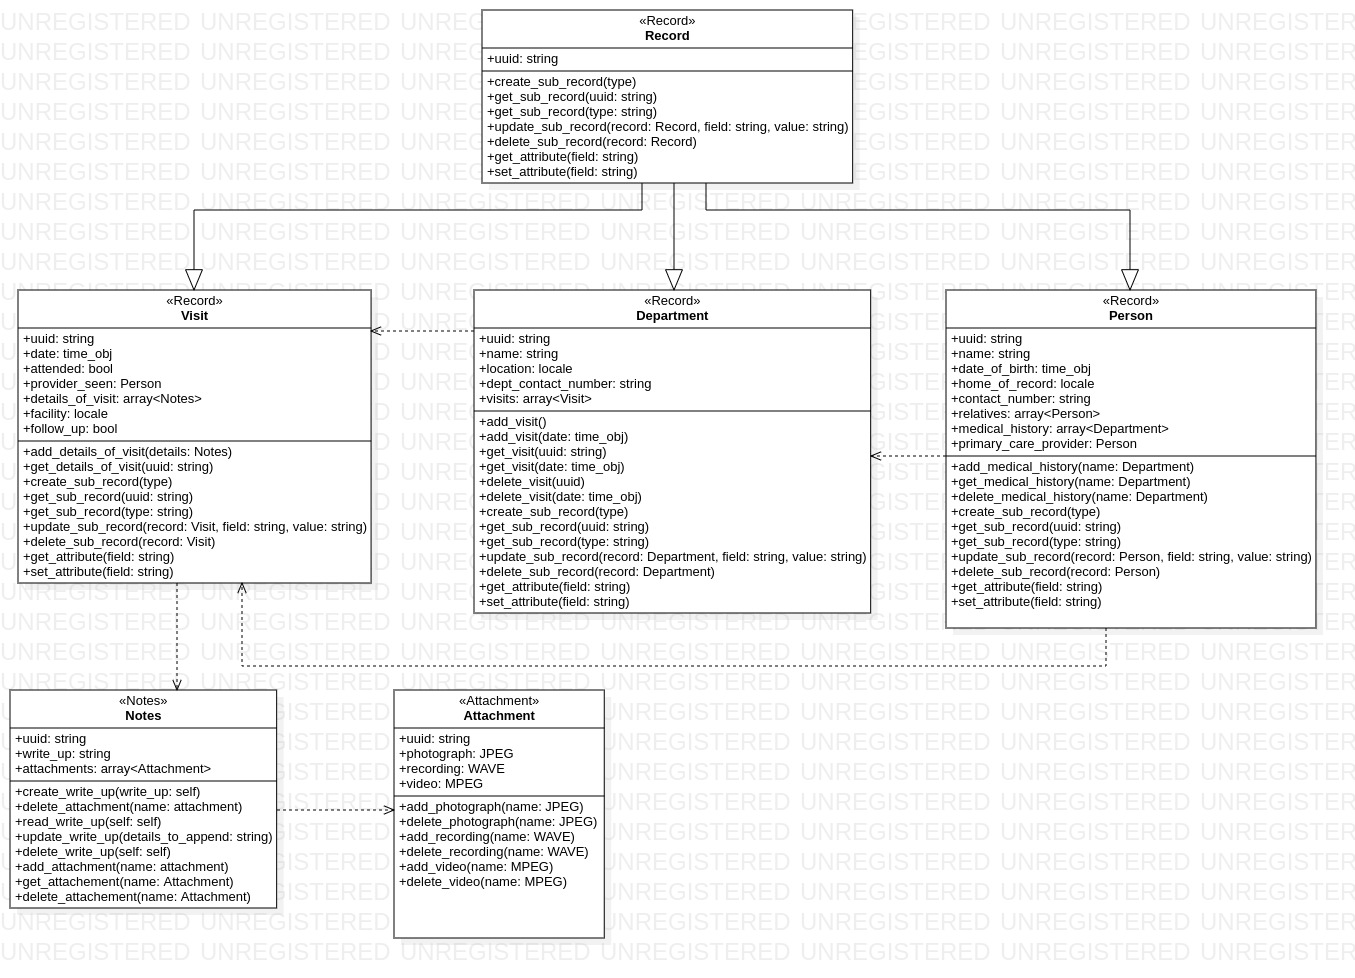 «Record»
Record
+uuid: string
+create_sub_record(type)
+get_sub_record(uuid: string)
+get_sub_record(type: string)
+update_sub_record(record: Record, field: string, value: string)
+delete_sub_record(record: Record)
+get_attribute(field: string)
+set_attribute(field: string)
«Record»
Visit
+uuid: string
+date: time_obj
+attended: bool
+provider_seen: Person
+details_of_visit: array<Notes>
+facility: locale
+follow_up: bool
+add_details_of_visit(details: Notes)
+get_details_of_visit(uuid: string)
+create_sub_record(type)
+get_sub_record(uuid: string)
+get_sub_record(type: string)
+update_sub_record(record: Visit, field: string, value: string)
+delete_sub_record(record: Visit)
+get_attribute(field: string)
+set_attribute(field: string)
«Record»
Department
+uuid: string
+name: string
+location: locale
+dept_contact_number: string
+visits: array<Visit>
+add_visit()
+add_visit(date: time_obj)
+get_visit(uuid: string)
+get_visit(date: time_obj)
+delete_visit(uuid)
+delete_visit(date: time_obj)
+create_sub_record(type)
+get_sub_record(uuid: string)
+get_sub_record(type: string)
+update_sub_record(record: Department, field: string, value: string)
+delete_sub_record(record: Department)
+get_attribute(field: string)
+set_attribute(field: string)
«Record»
Person
+uuid: string
+name: string
+date_of_birth: time_obj
+home_of_record: locale
+contact_number: string
+relatives: array<Person>
+medical_history: array<Department>
+primary_care_provider: Person
+add_medical_history(name: Department)
+get_medical_history(name: Department)
+delete_medical_history(name: Department)
+create_sub_record(type)
+get_sub_record(uuid: string)
+get_sub_record(type: string)
+update_sub_record(record: Person, field: string, value: string)
+delete_sub_record(record: Person)
+get_attribute(field: string)
+set_attribute(field: string)
«Notes»
Notes
+uuid: string
+write_up: string
+attachments: array<Attachment>
+create_write_up(write_up: self)
+delete_attachment(name: attachment)
+read_write_up(self: self)
+update_write_up(details_to_append: string)
+delete_write_up(self: self)
+add_attachment(name: attachment)
+get_attachement(name: Attachment)
+delete_attachement(name: Attachment)
«Attachment»
Attachment
+uuid: string
+photograph: JPEG
+recording: WAVE
+video: MPEG
+add_photograph(name: JPEG)
+delete_photograph(name: JPEG)
+add_recording(name: WAVE)
+delete_recording(name: WAVE)
+add_video(name: MPEG)
+delete_video(name: MPEG)
UNREGISTERED